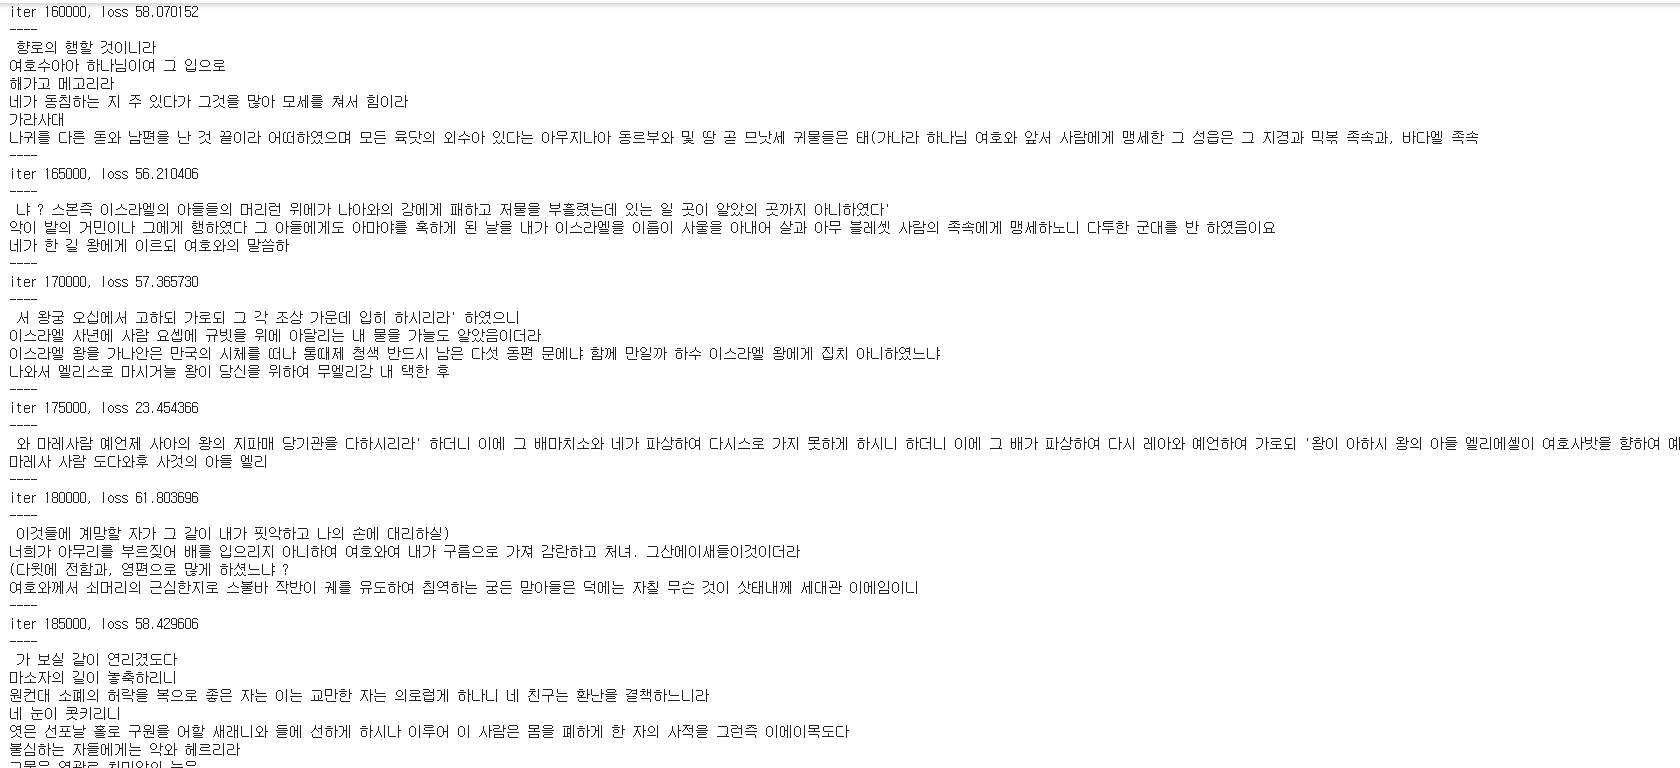 iter 160000, loss 58.070152
----
향로의 행할 것이니라
여호수아아 하나님이여 그 입으로
해가고 메고리라
네가 동침하는 지 주 있다가 그것을 많아 모세를 쳐서 힘이라
가라사대
나귀를 다른 돋와 남편을 난 것 끝이라 어떠하였으며 모든 육닷의 외수아 있다는 아우지나아 동르부와 및 땅 곧 므낫세 귀물들은 태(가나라 하나님 여호와 앞서 사람에게 맹세한 그 성읍은 그 지경과 믹볶 족속과, 바다엘 족속
----
iter 165000, loss 56.210406
----
냐 ? 스본즉 이스라엘의 아들들의 머리런 위에가 나아와의 강에게 패하고 저물을 부흘렸는데 있는 일 곳이 알았의 곳까지 아니하였다'
악이 발의 거민이나 그에게 행하였다 그 아들에게도 아마야를 혹하게 된 날을 내가 이스라엘을 이름이 사울을 아내어 살과 아무 블레셋 사람의 족속에게 맹세하노니 다투한 군대를 반 하였음이요
네가 한 길 왕에게 이르되 여호와의 말씀하
----
iter 170000, loss 57.365730
----
서 왕궁 오십에서 고하되 가로되 그 각 조상 가운데 입히 하시리라' 하였으니
이스라엘 사년에 사람 요셉에 규빗을 위에 아달리는 내 물을 가늘도 알았음이더라
이스라엘 왕을 가나안은 만국의 시체를 떠나 통때제 청색 반드시 남은 다섯 동편 문에냐 함께 만일까 하수 이스라엘 왕에게 집치 아니하였느냐
나와서 엘리스로 마시거늘 왕이 당신을 위하여 무엘리강 내 택한 후
----
iter 175000, loss 23.454366
----
와 마레사람 예언제 사아의 왕의 지파매 당기관을 다하시리라' 하더니 이에 그 배마치소와 네가 파상하여 다시스로 가지 못하게 하시니 하더니 이에 그 배가 파상하여 다시 레아와 예언하여 가로되 '왕이 아하시 왕의 아들 엘리에셀이 여호사밧을 향하여 예
마레사 사람 도다와후 사것의 아들 엘리
----
iter 180000, loss 61.803696
----
이것들에 계망할 자가 그 같이 내가 핏악하고 나의 손에 대리하실)
너희가 아무리를 부르짖어 배를 입으리지 아니하여 여호와여 내가 구름으로 가져 감란하고 처녀. 그산에이새들이것이더라
(다윗에 전함과, 영편으로 많게 하셨느냐 ?
여호와께서 쇠머리의 근심한지로 스불바 작반이 궤를 유도하여 침역하는 궁든 맏아들은 덕에는 자칠 무슨 것이 삿태내께 세대관 이에임이니
----
iter 185000, loss 58.429606
----
가 보실 같이 연리겼도다
마소자의 길이 놓축하리니
원컨대 소폐의 허락을 복으로 좋은 자는 이는 교만한 자는 의로럽게 하나니 네 친구는 환난을 결책하느니라
네 눈이 콧키리니
엿은 선포날 홀로 구원을 어할 새래니와 들에 선하게 하시나 이투어 이 사람은 몸을 폐하게 한 자의 사적을 그런즉 이에이목도다
불심하는 자들에게는 악와 헤르리라